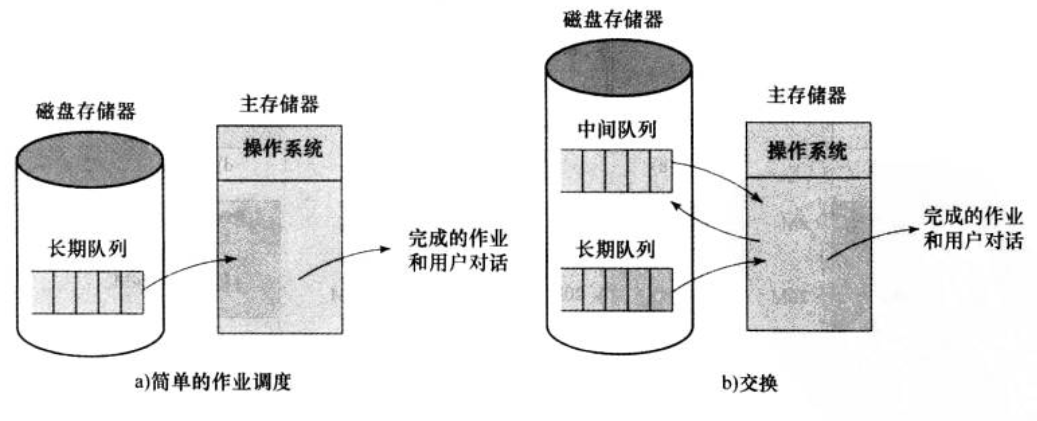 磁盘存储器
主存储器
操作系统
长期队列
完成的作业
和用户对话
a)简单的作业调度
磁盘存储器
主存储器
中间队列
操作系统
长期队列
完成的作业
和用户对话
b)交换